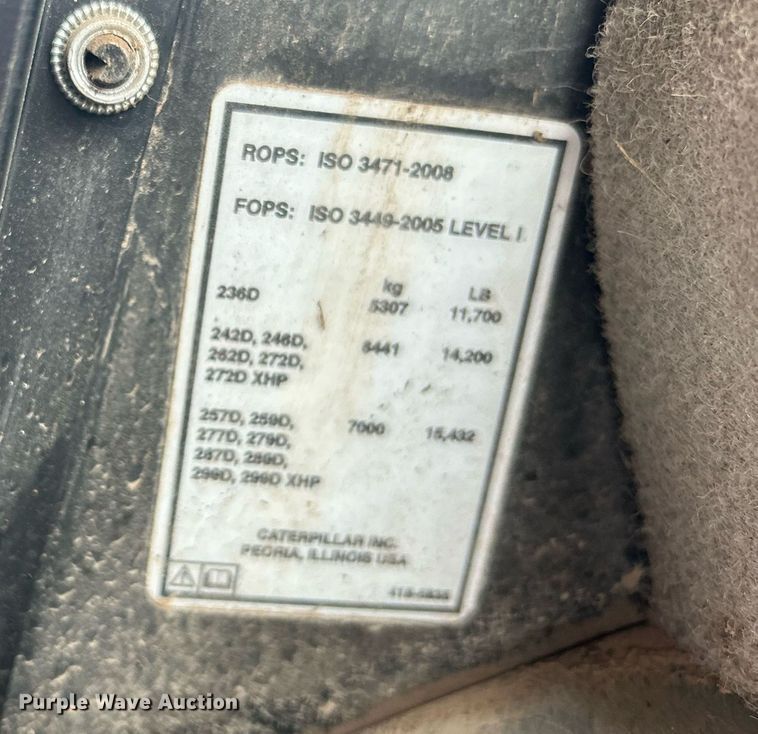 ROPS: ISO 3471-2008
FOPS: ISO 3449-2005 LEVEL I
kg LB
236D 5307 11,700
242D, 246D, 6441 14,200
262D, 272D,
272D XHP
257D, 259D, 7000 15,432
277D, 279D,
287D, 289D,
299D, 299D XHP
CATERPILLAR INC.
PEORIA, ILLINOIS USA
Purple Wave Auction